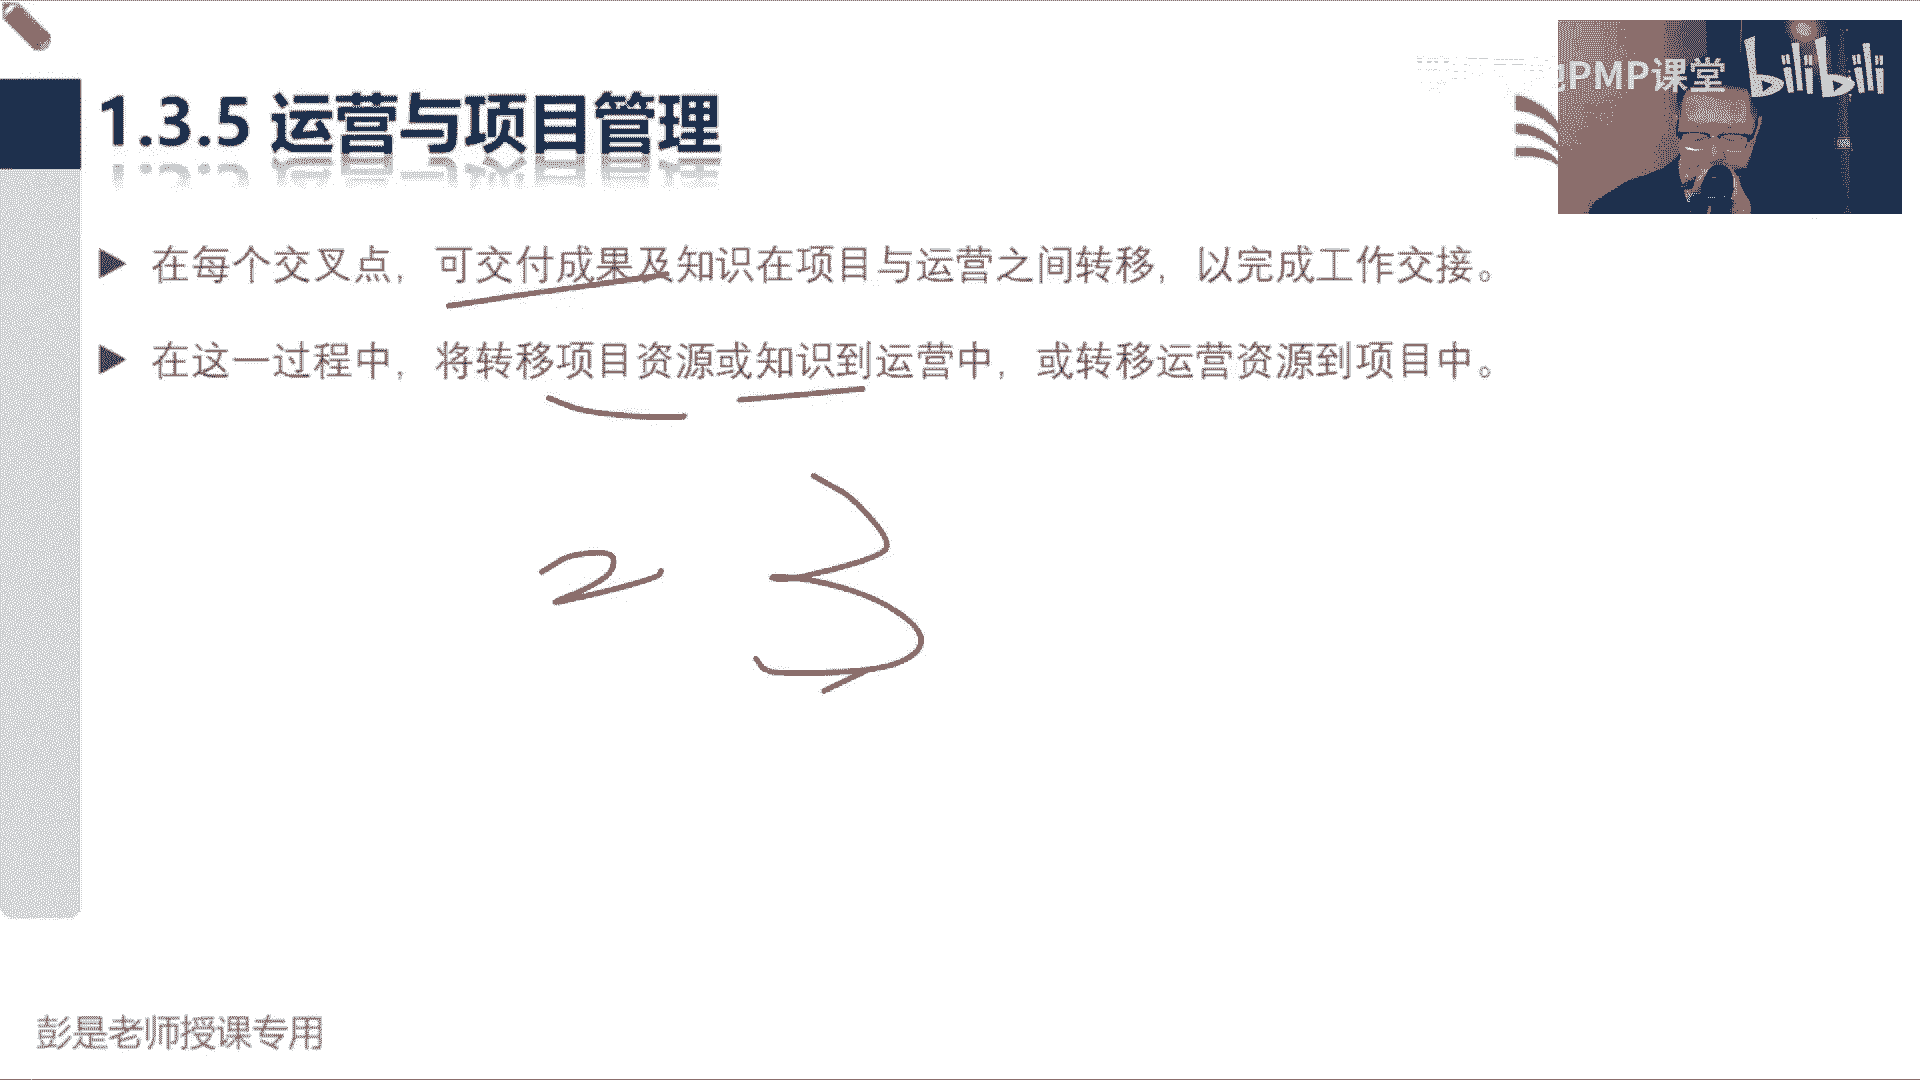 PMP课堂 bilibili
1.3.5 运营与项目管理
在每个交叉点，可交付成果及知识在项目与运营之间转移，以完成工作交接。
在这一过程中，将转移项目资源或知识到运营中，或转移运营资源到项目中。
2 3
彭是老师授课专用